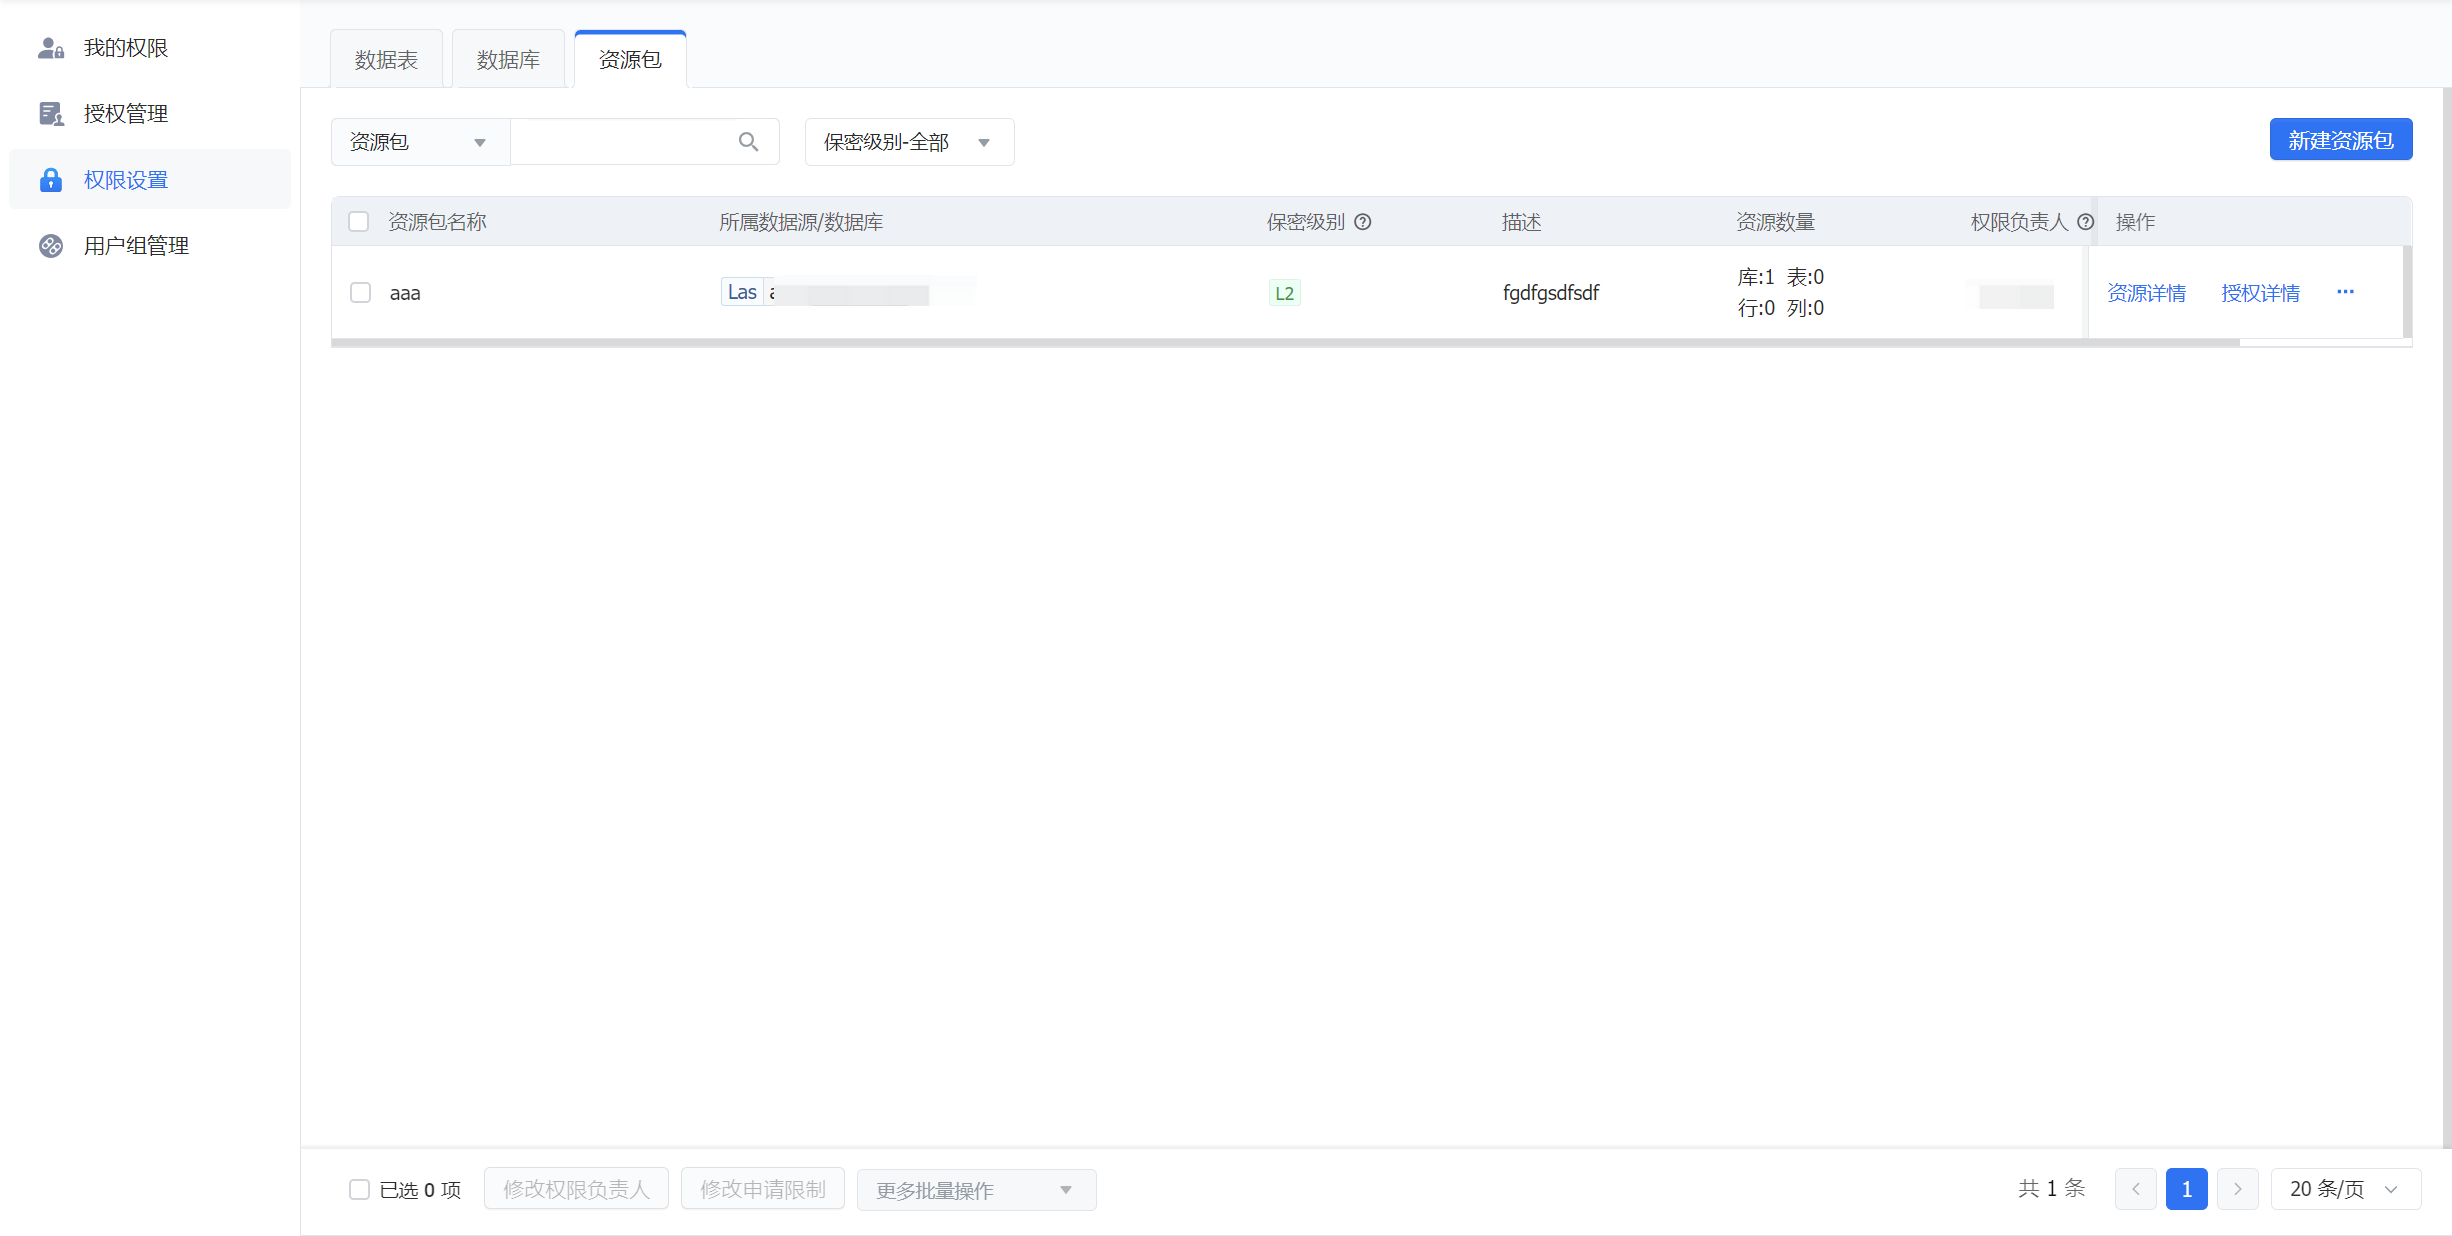 我的权限
授权管理
权限设置
用户组管理
数据表 数据库 资源包
资源包 保密级别-全部 新建资源包
资源包名称 所属数据源/数据库 保密级别 描述 资源数量 权限负责人 操作
aaa Las L2 fgdfgsdfsdf 库:1 表:0 资源详情 授权详情 ···
行:0 列:0
已选 0 项 修改权限负责人 修改申请限制 更多批量操作 共 1 条 1 20 条/页